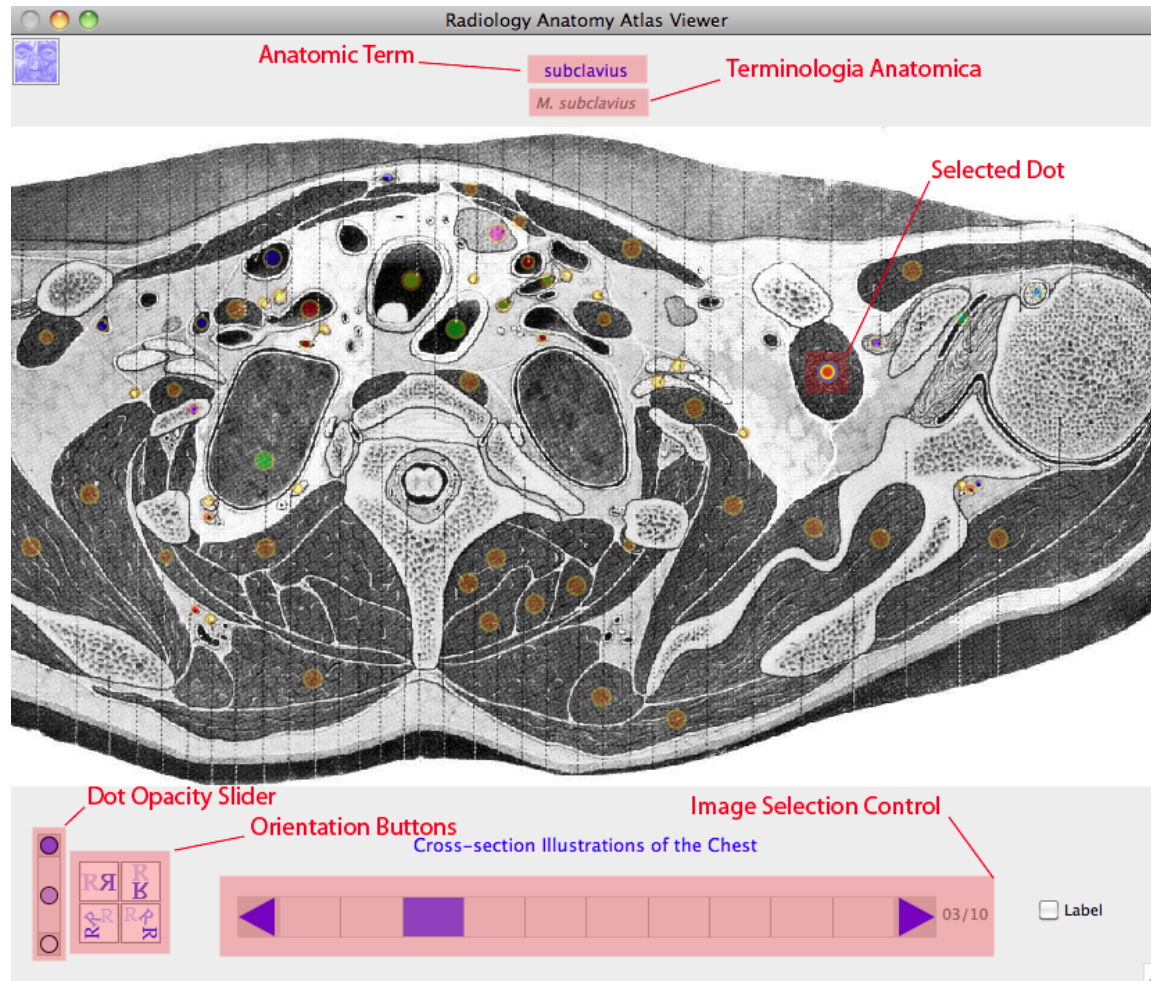 Radiology Anatomy Atlas Viewer
Anatomic Term
subclavius
Terminologia Anatomica
M. subclavius
Selected Dot
Dot Opacity Slider
Orientation Buttons
Image Selection Control
Cross-section Illustrations of the Chest
03/10
Label